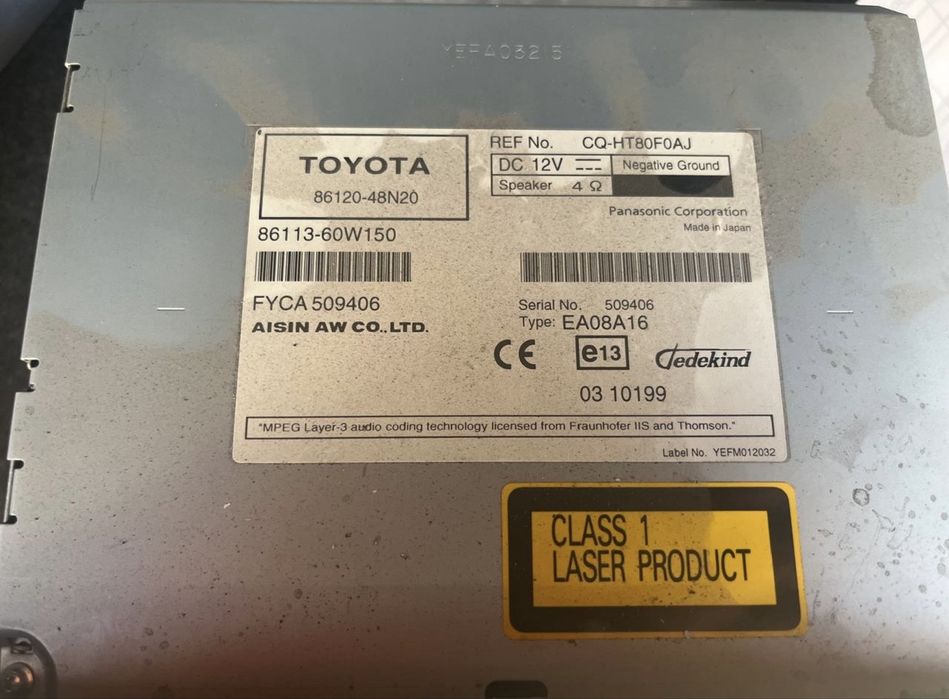 YEFA052 5
TOYOTA
86120-48N20
REF No. CQ-HT80F0AJ
DC 12V Negative Ground
Speaker 4 Ω
Panasonic Corporation
Made in Japan
86113-60W150
FYCA 509406
AISIN AW CO., LTD.
Serial No. 509406
Type: EA08A16
CE e13 Dedekind
03 10199
"MPEG Layer-3 audio coding technology licensed from Fraunhofer IIS and Thomson."
Label No. YEFM012032
CLASS 1
LASER PRODUCT